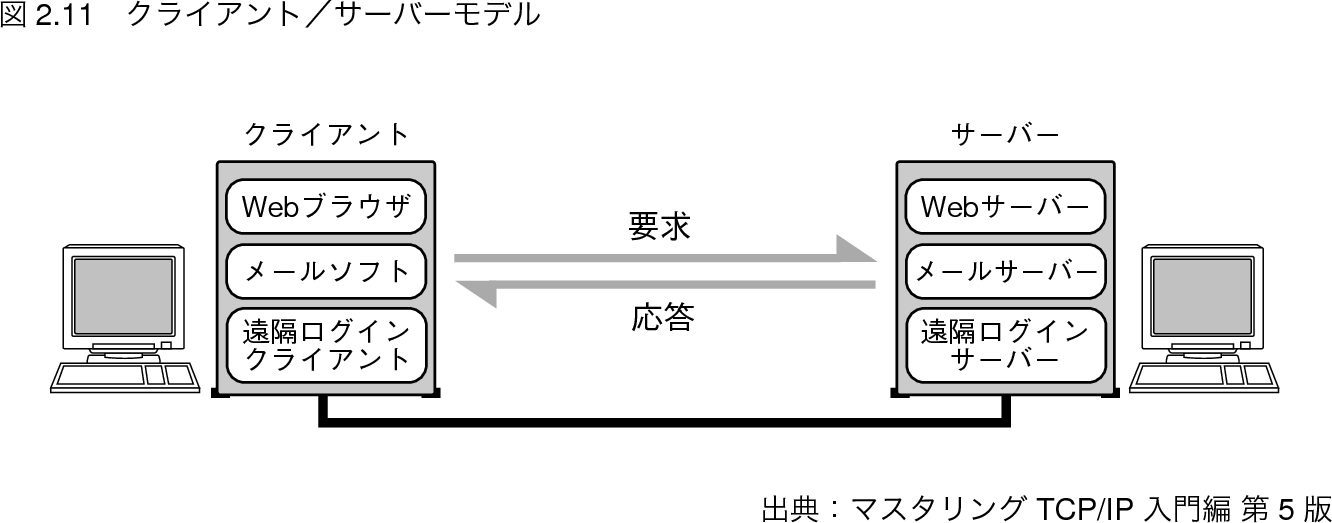 図 2.11　クライアント／サーバーモデル
クライアント
サーバー
Webブラウザ
メールソフト
遠隔ログイン
クライアント
要求
応答
Webサーバー
メールサーバー
遠隔ログイン
サーバー
出典：マスタリング TCP/IP 入門編 第 5 版